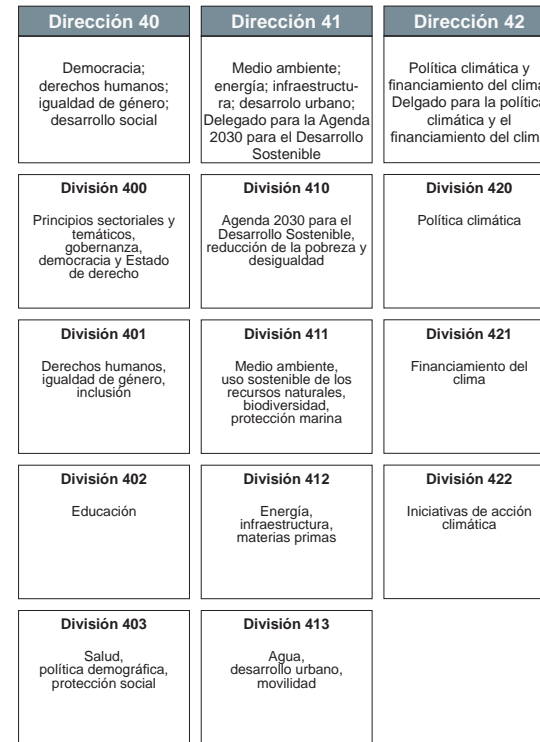 Dirección 40
Democracia;
derechos humanos;
igualdad de género;
desarrollo social
División 400
Principios sectoriales y
temáticos,
gobernanza,
democracia y Estado
de derecho
División 401
Derechos humanos,
igualdad de género,
inclusión
División 402
Educación
División 403
Salud,
política demográfica,
protección social
Dirección 41
Medio ambiente;
energía; infraestructu-
ra; desarrolo urbano;
Delegado para la Agenda
2030 para el Desarrollo
Sostenible
División 410
Agenda 2030 para el
Desarrollo Sostenible,
reducción de la pobreza y
desigualdad
División 411
Medio ambiente,
uso sostenible de los
recursos naturales,
biodiversidad,
protección marina
División 412
Energía,
infraestructura,
materias primas
División 413
Agua,
desarrollo urbano,
movilidad
Dirección 42
Política climática y
financiamiento del
Delgado para la
climática y el
financiamiento del
División 420
Política climática
División 421
Financiamiento del
clima
División 422
Iniciativas de acción
climática